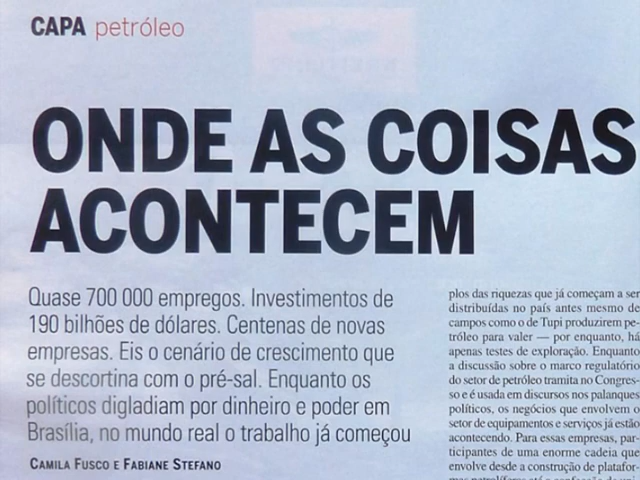 CAPA petróleo
ONDE AS COISAS
ACONTECEM
Quase 700 000 empregos. Investimentos de
190 bilhões de dólares. Centenas de novas
empresas. Eis o cenário de crescimento que
se descortina com o pré-sal. Enquanto os
políticos digladiam por dinheiro e poder em
Brasília, no mundo real o trabalho já começou
CAMILA FUSCO E FABIANE STEFANO
plos das riquezas que já começam a ser
distribuídas no país antes mesmo de
campos como o de Tupi produzirem pe-
tróleo para valer — por enquanto, há
apenas testes de exploração. Enquanto
a discussão sobre o marco regulatório
do setor de petróleo tramita no Congres-
so e é usada em discursos nos palanques
políticos, os negócios que envolvem o
setor de equipamentos e serviços já estão
acontecendo. Para essas empresas, par-
ticipantes de uma enorme cadeia que
envolve desde a construção de platafor-